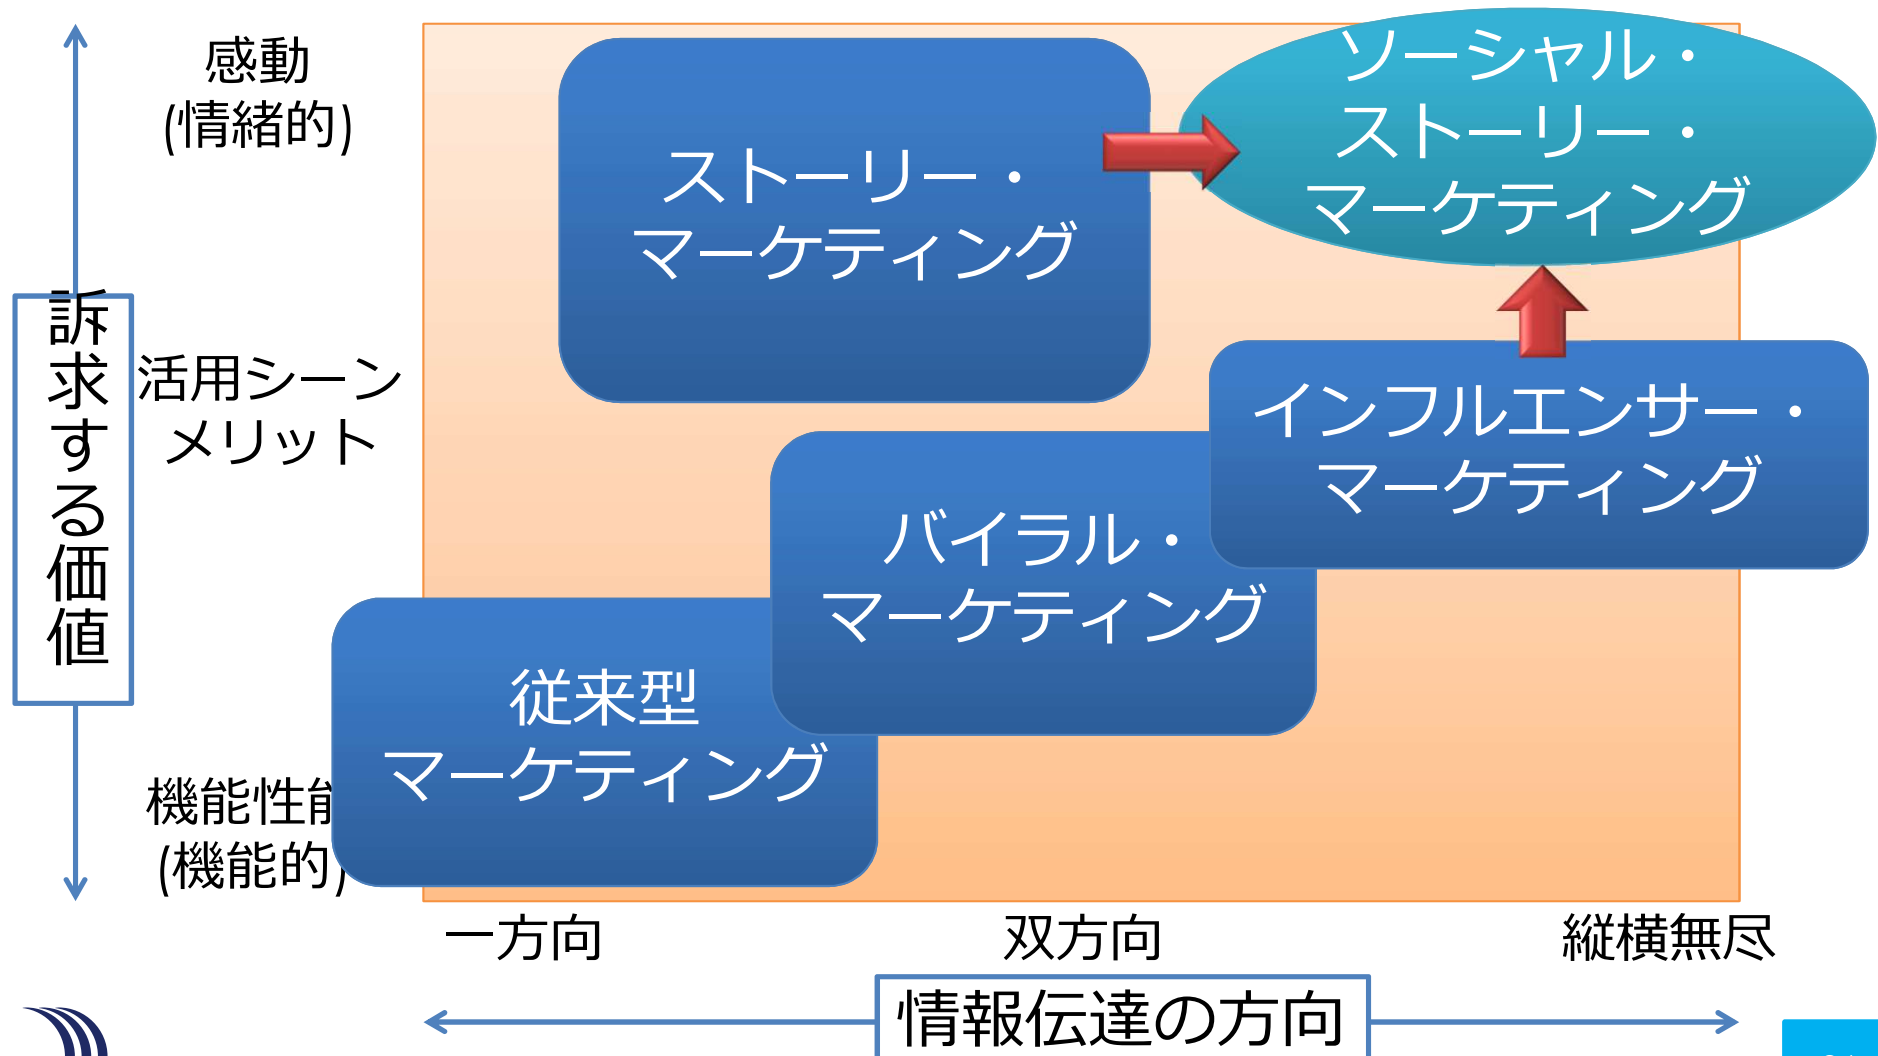 感動
(情緒的)
ソーシャル・
ストーリー・
マーケティング
ストーリー・
マーケティング
訴求する価値
活用シーン
メリット
インフルエンサー・
マーケティング
バイラル・
マーケティング
従来型
マーケティング
機能性能
(機能的)
一方向
双方向
縦横無尽
情報伝達の方向